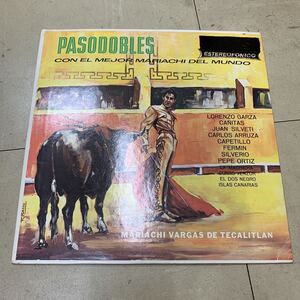 PASODOBLES
ESTEREOFONICO
CON EL MEJOR MARIACHI DEL MUNDO
LORENZO GARZA
CAÑITAS
JUAN SILVETI
CARLOS ARRUZA
CAPETILLO
FERMIN
SILVERIO
PEPE ORTIZ
EL DOS NEGRO
ISLAS CANARIAS
MARIACHI VARGAS DE TECALITLAN